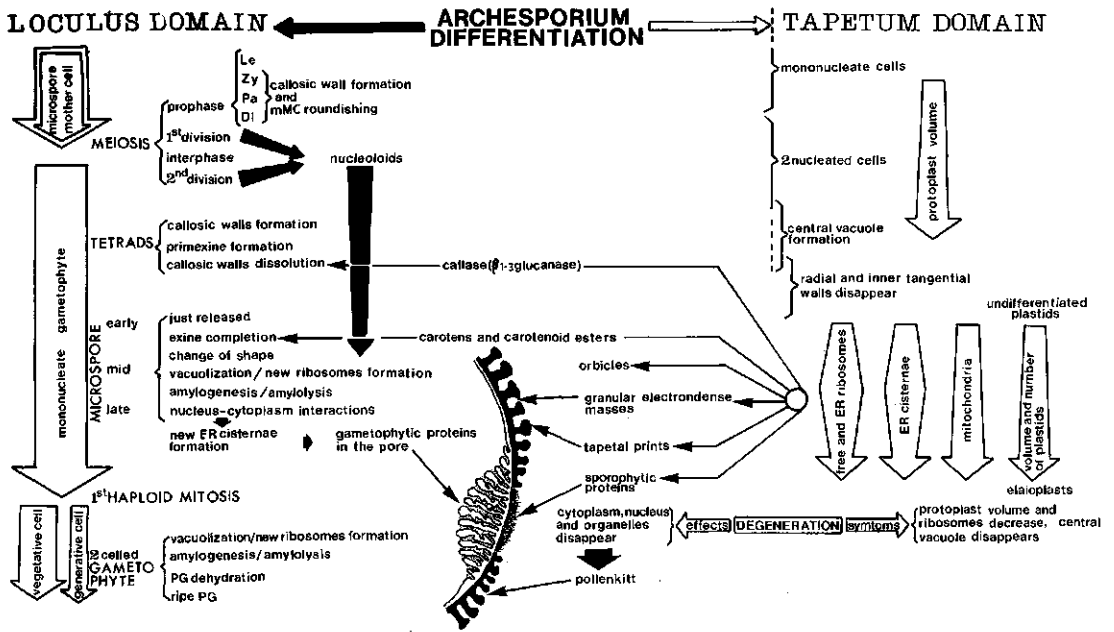 LOCULUS DOMAIN
ARCHESPORIUM
DIFFERENTIATION
TAPETUM DOMAIN
microspore
mother cell
MEIOSIS
prophase
Le
Zy
Pa
Di
callosic wall formation
and
mMC roundishing
1st division
interphase
2nd division
nucleoloids
mononucleate gametophyte
TETRADS
callosic walls formation
primexine formation
callosic walls dissolution
callase(β1-3glucanase)
MICROSPORE
early
mid
late
just released
exine completion
change of shape
vacuolization/new ribosomes formation
amylogenesis/amylolysis
nucleus-cytoplasm interactions
new ER cisternae
formation
gametophytic proteins
in the pore
carotens and carotenoid esters
orbicles
granular electrondense
masses
tapetal prints
sporophytic
proteins
1st HAPLOID MITOSIS
vegetative cell
generative cell
2 celled
GAMETO
PHYTE
vacuolization/new ribosomes formation
amylogenesis/amylolysis
PG dehydration
ripe PG
cytoplasm, nucleus
and organelles
disappear
pollenkitt
effects
DEGENERATION
symtoms
protoplast volume and
ribosomes decrease, central
vacuole disappears
mononucleate cells
2nucleated cells
protoplast volume
central vacuole
formation
radial and inner tangential
walls disappear
free and ER ribosomes
ER cisternae
mitochondria
undifferentiated
plastids
volume and number
of plastids
elaioplasts